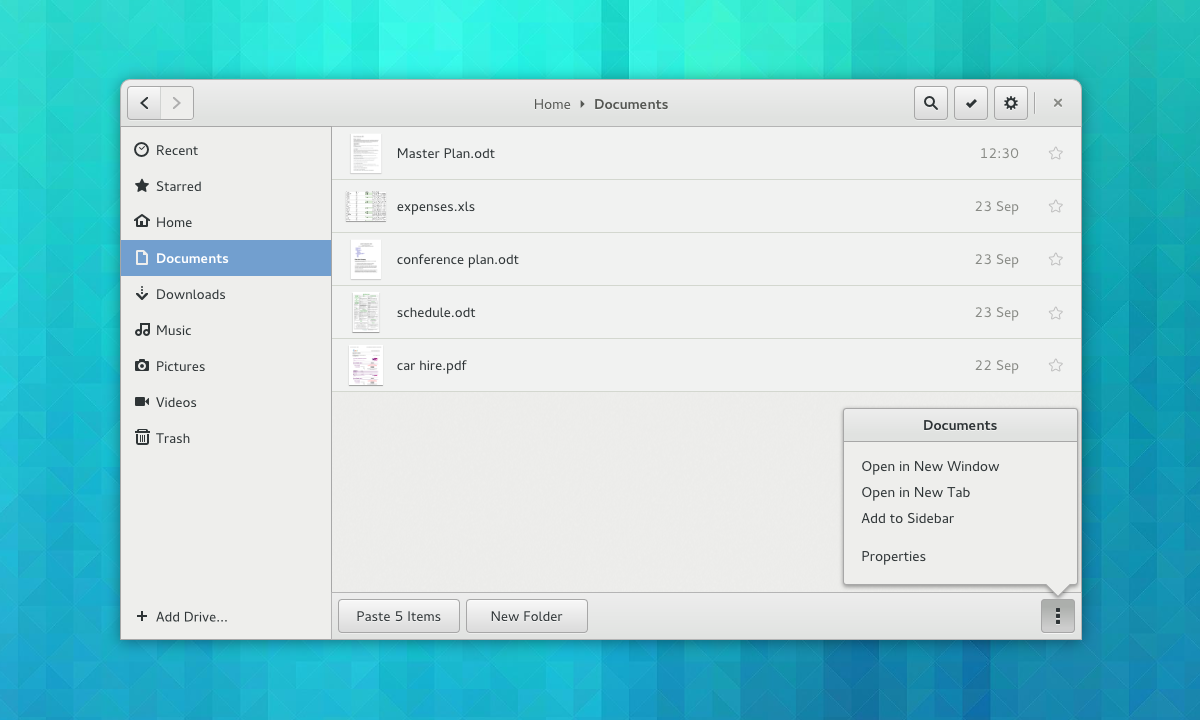 Home Documents
Recent
Starred
Home
Documents
Downloads
Music
Pictures
Videos
Trash
Add Drive...
Master Plan.odt 12:30
expenses.xls 23 Sep
conference plan.odt 23 Sep
schedule.odt 23 Sep
car hire.pdf 22 Sep
Documents
Open in New Window
Open in New Tab
Add to Sidebar
Properties
Paste 5 Items New Folder